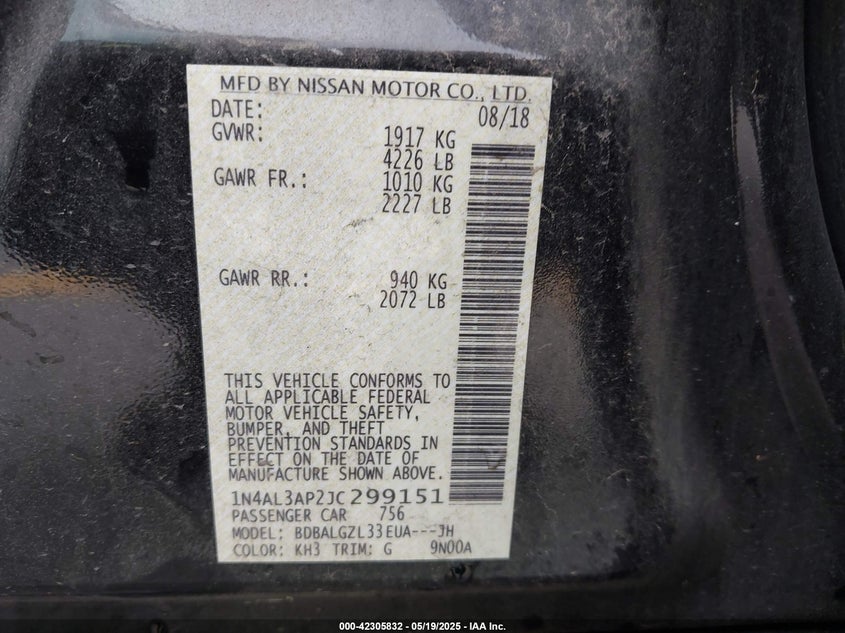 MFD BY NISSAN MOTOR CO., LTD.
DATE: 08/18
GVWR: 1917 KG
4226 LB
GAWR FR.: 1010 KG
2227 LB
GAWR RR.: 940 KG
2072 LB
THIS VEHICLE CONFORMS TO
ALL APPLICABLE FEDERAL
MOTOR VEHICLE SAFETY,
BUMPER, AND THEFT
PREVENTION STANDARDS IN
EFFECT ON THE DATE OF
MANUFACTURE SHOWN ABOVE.
1N4AL3AP2JC299151
PASSENGER CAR 756
MODEL: BDBALGZL33EUA---JH
COLOR: KH3 TRIM: G 9N00A
000-42305832 - 05/19/2025 - IAA Inc.